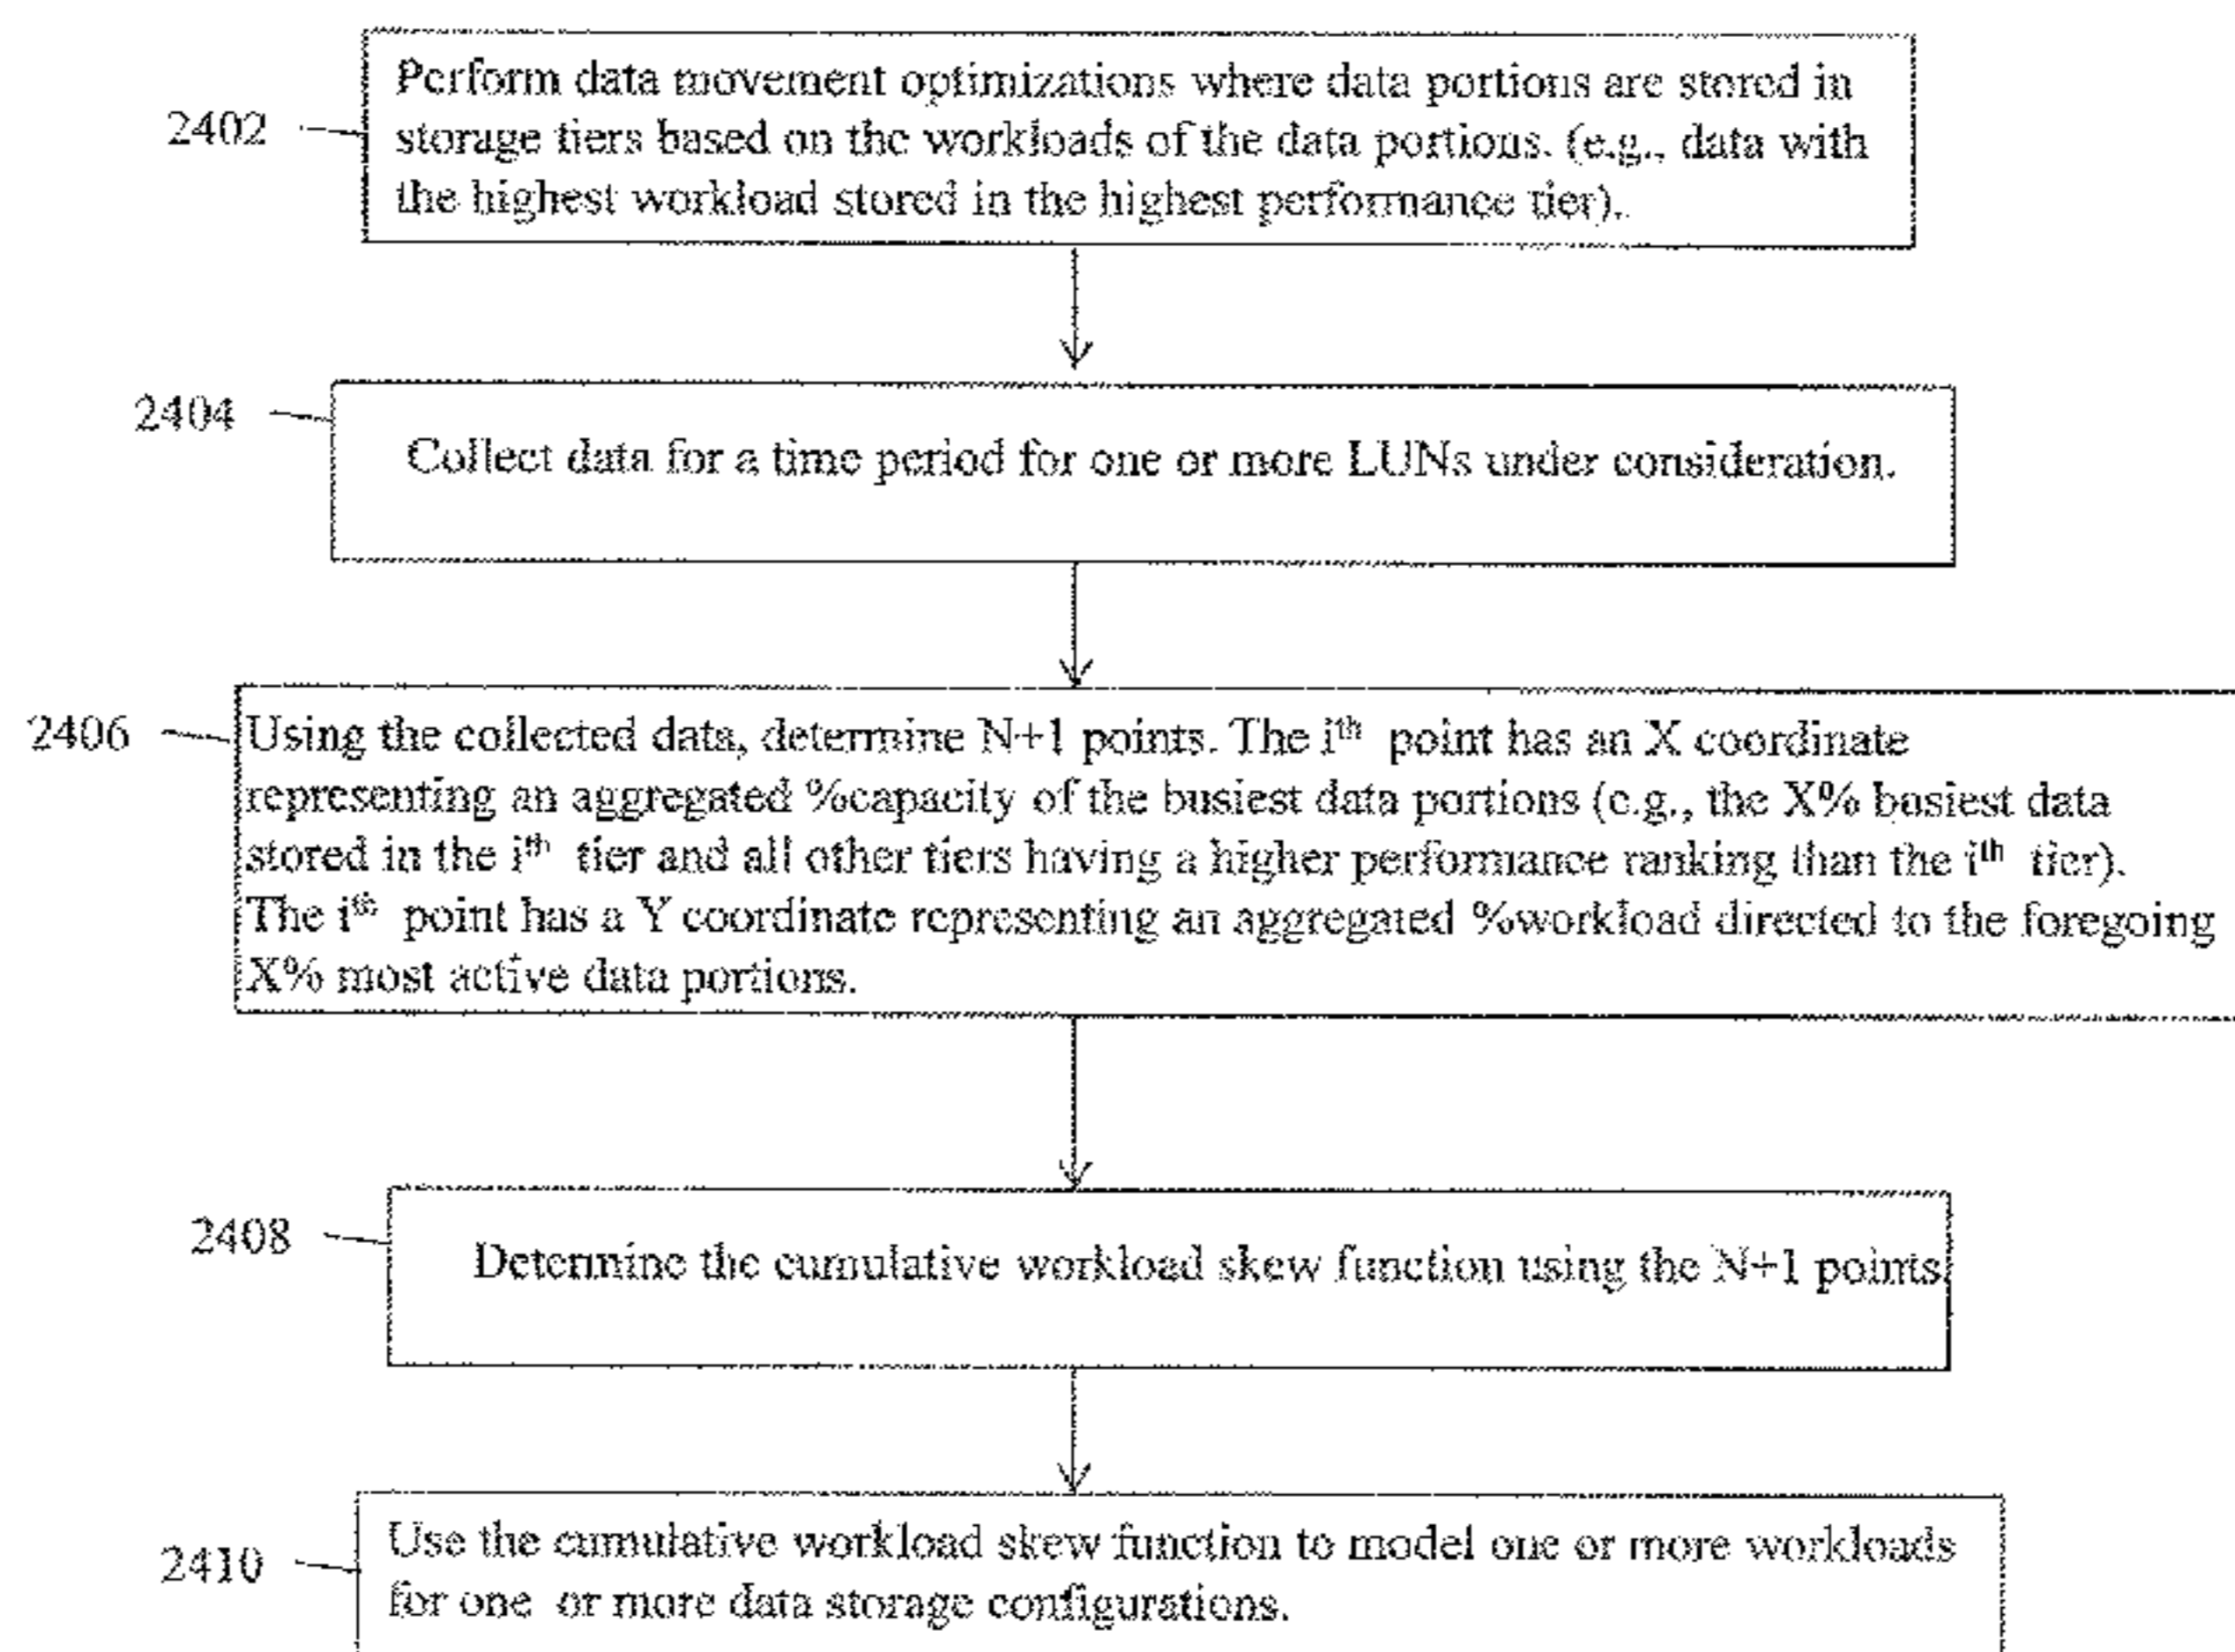 2402
Perform data movement optimizations where data portions are stored in
storage tiers based on the workloads of the data portions. (e.g., data with
the highest workload stored in the highest performance tier).
2404
Collect data for a time period for one or more LUNs under consideration.
2406
Using the collected data, determine N+1 points. The iᵗʰ point has an X coordinate
representing an aggregated %capacity of the busiest data portions (e.g., the X% busiest data
stored in the iᵗʰ tier and all other tiers having a higher performance ranking than the iᵗʰ tier).
The iᵗʰ point has a Y coordinate representing an aggregated %workload directed to the foregoing
X% most active data portions.
2408
Determine the cumulative workload skew function using the N+1 points.
2410
Use the cumulative workload skew function to model one or more workloads
for one or more data storage configurations.